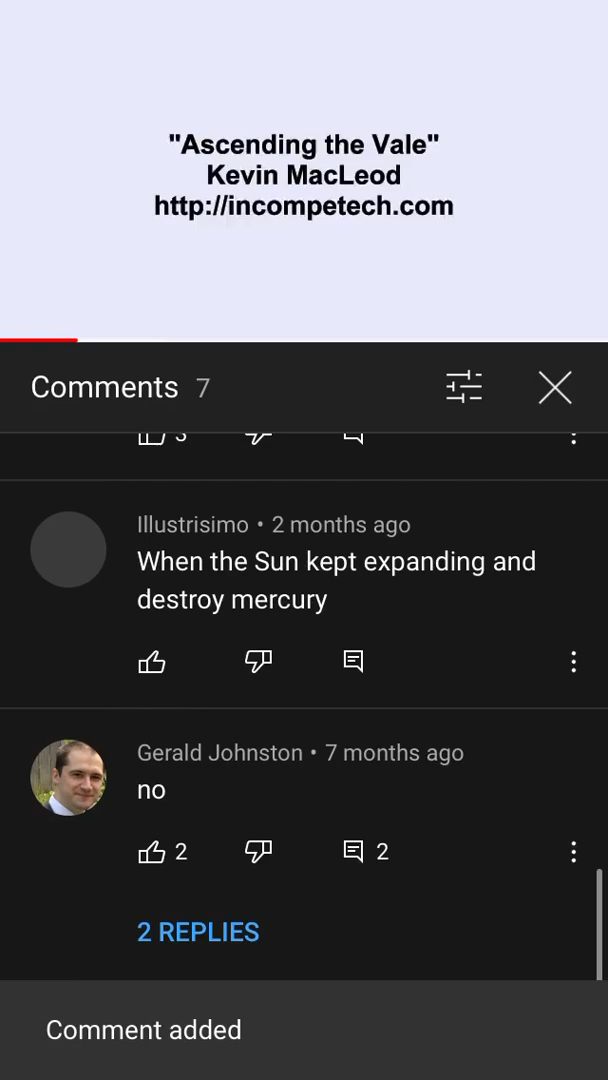 "Ascending the Vale"
Kevin MacLeod
http://incompetech.com
Comments 7
3
Illustrisimo • 2 months ago
When the Sun kept expanding and
destroy mercury
Gerald Johnston • 7 months ago
no
2 2
2 REPLIES
Comment added